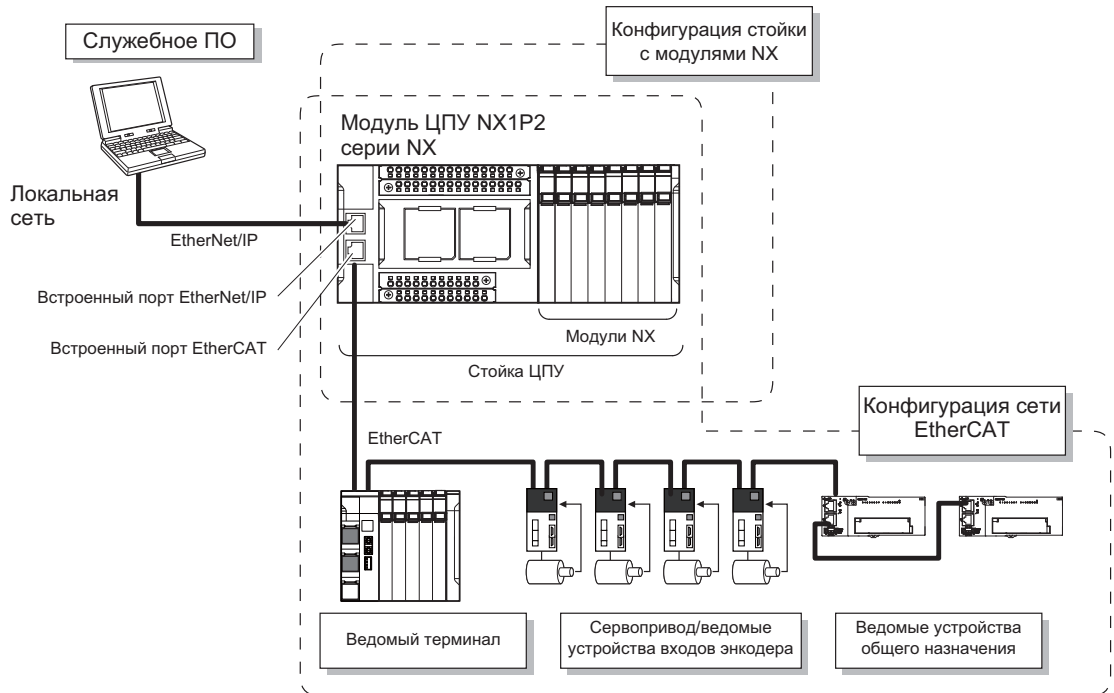 Служебное ПО
Конфигурация стойки
с модулями NX
Модуль ЦПУ NX1P2
серии NX
Локальная
сеть
EtherNet/IP
Встроенный порт EtherNet/IP
Встроенный порт EtherCAT
Модули NX
Стойка ЦПУ
Конфигурация сети
EtherCAT
EtherCAT
Ведомый терминал
Сервопривод/ведомые
устройства входов энкодера
Ведомые устройства
общего назначения